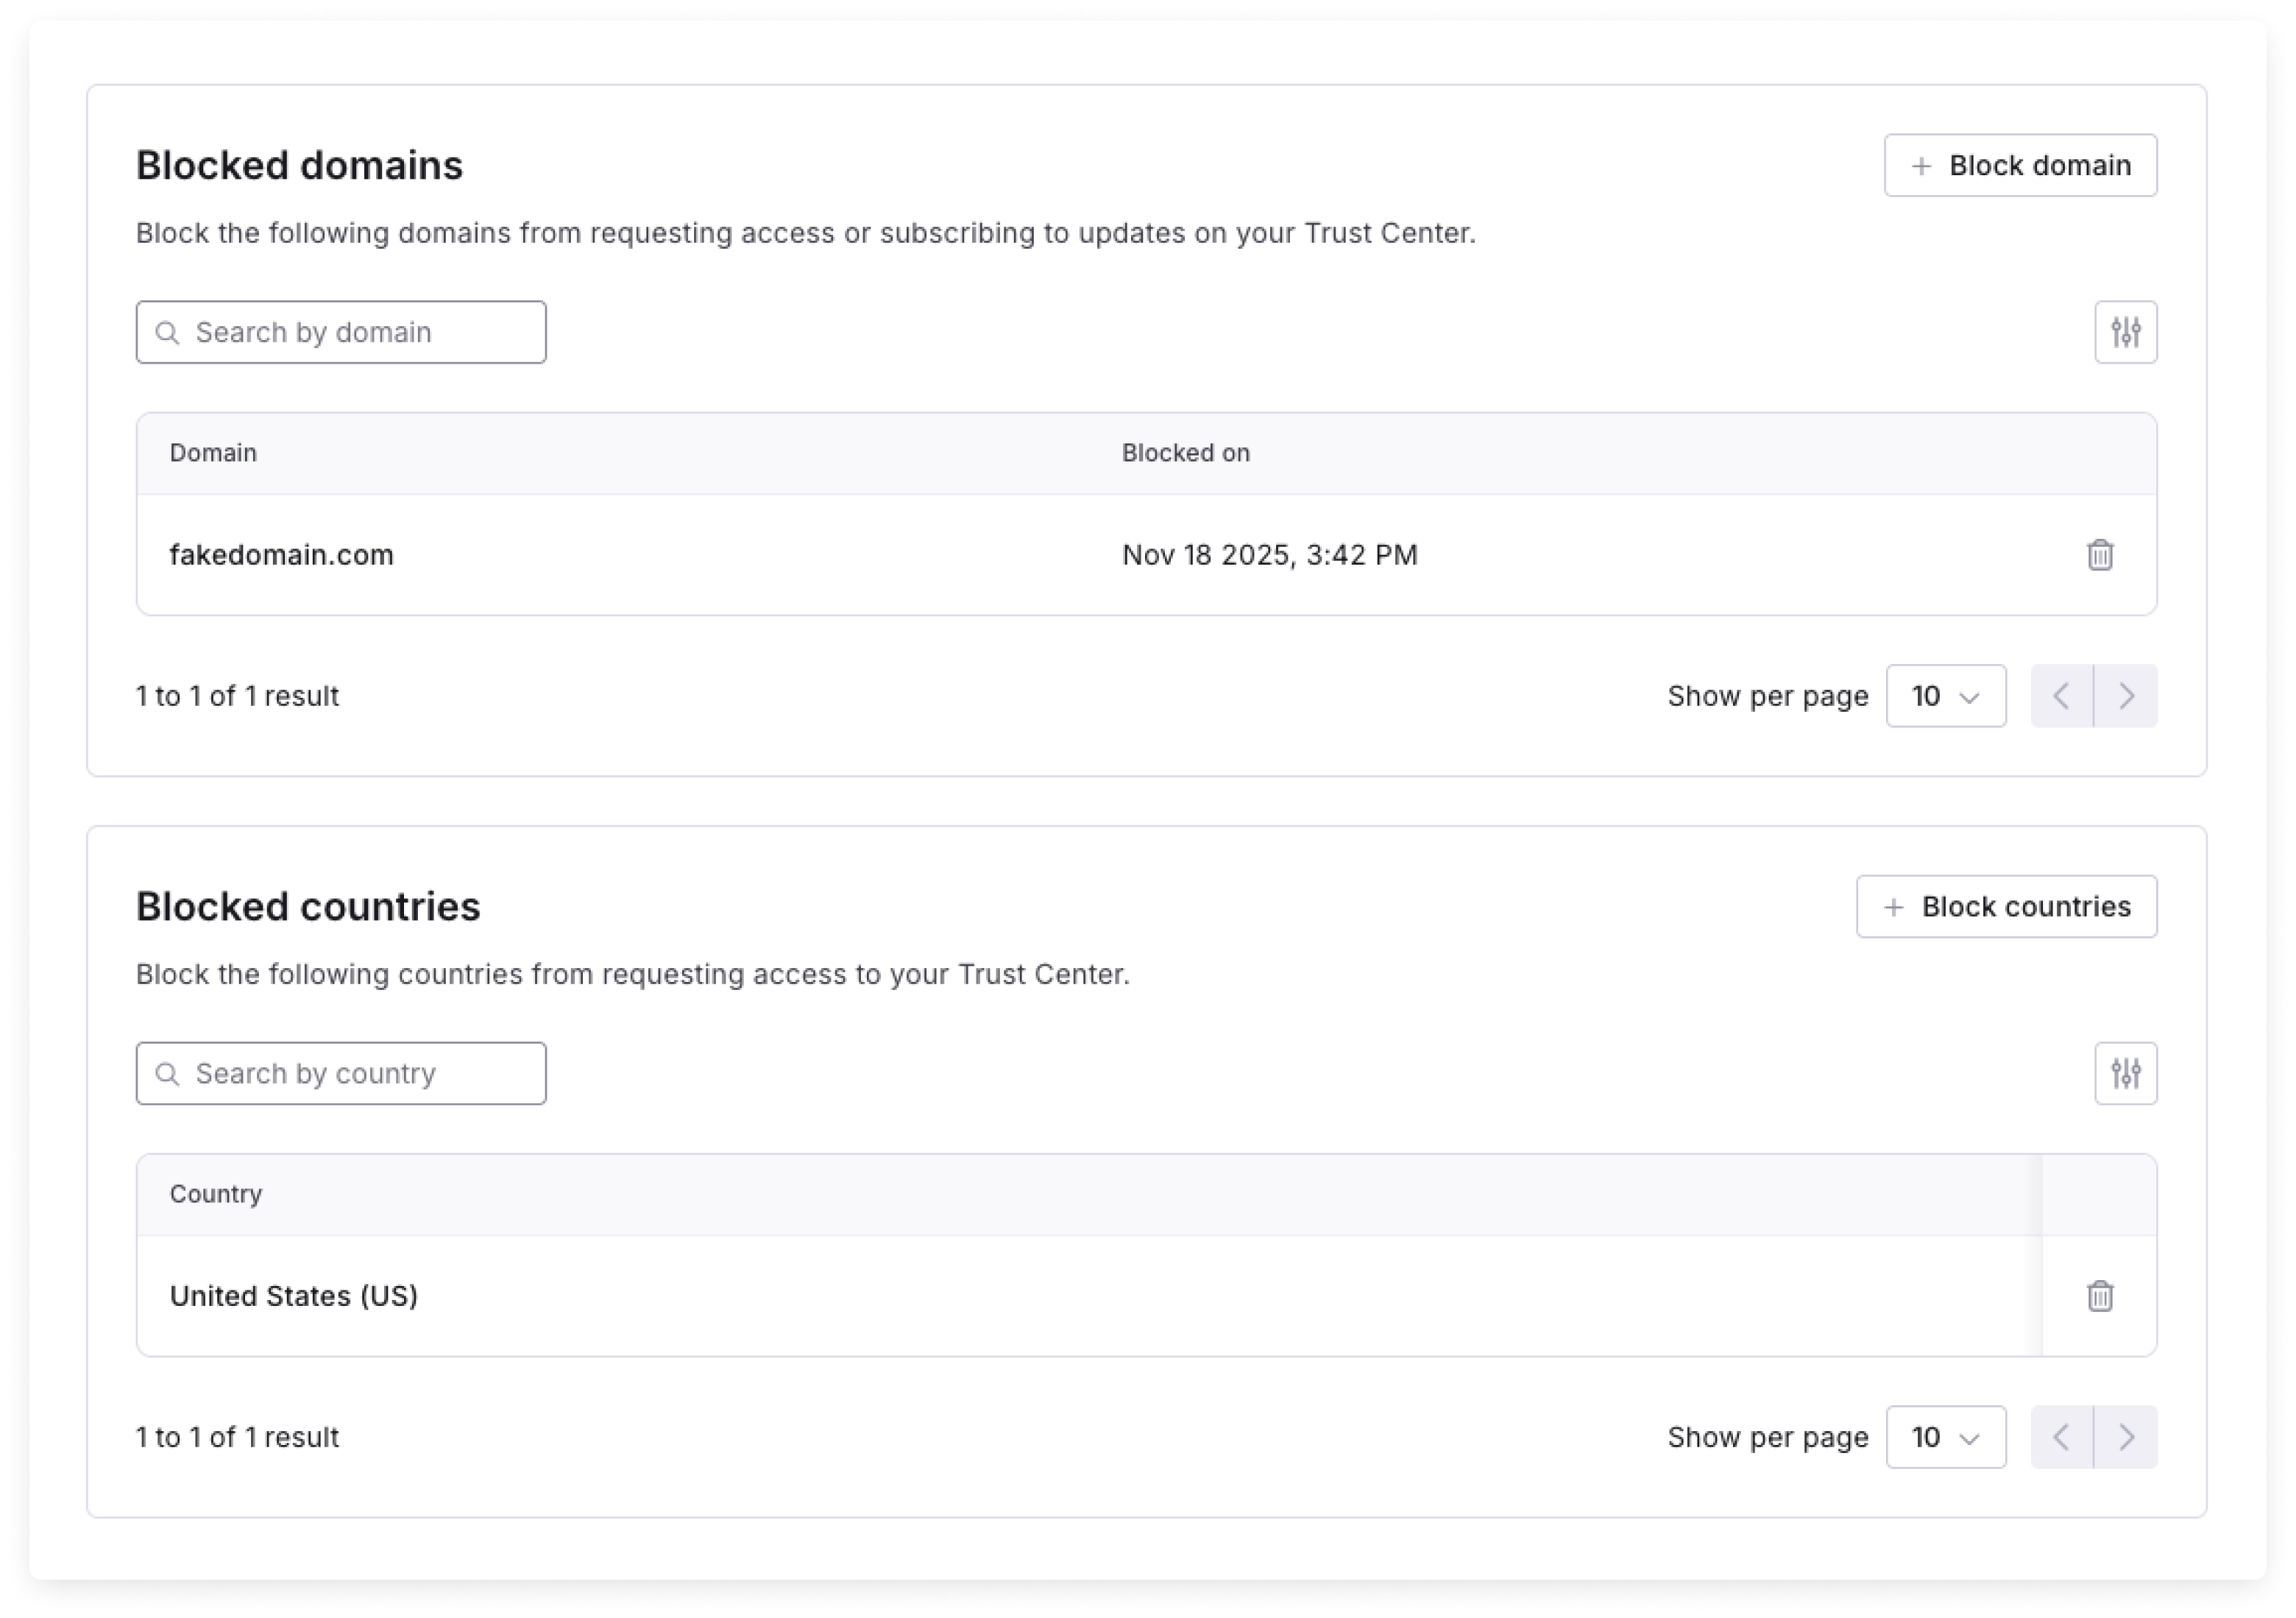 Blocked domains
Block domain
Block the following domains from requesting access or subscribing to updates on your Trust Center.
Search by domain
Domain Blocked on
fakedomain.com Nov 18 2025, 3:42 PM
1 to 1 of 1 result Show per page 10
Blocked countries
Block countries
Block the following countries from requesting access to your Trust Center.
Search by country
Country
United States (US)
1 to 1 of 1 result Show per page 10